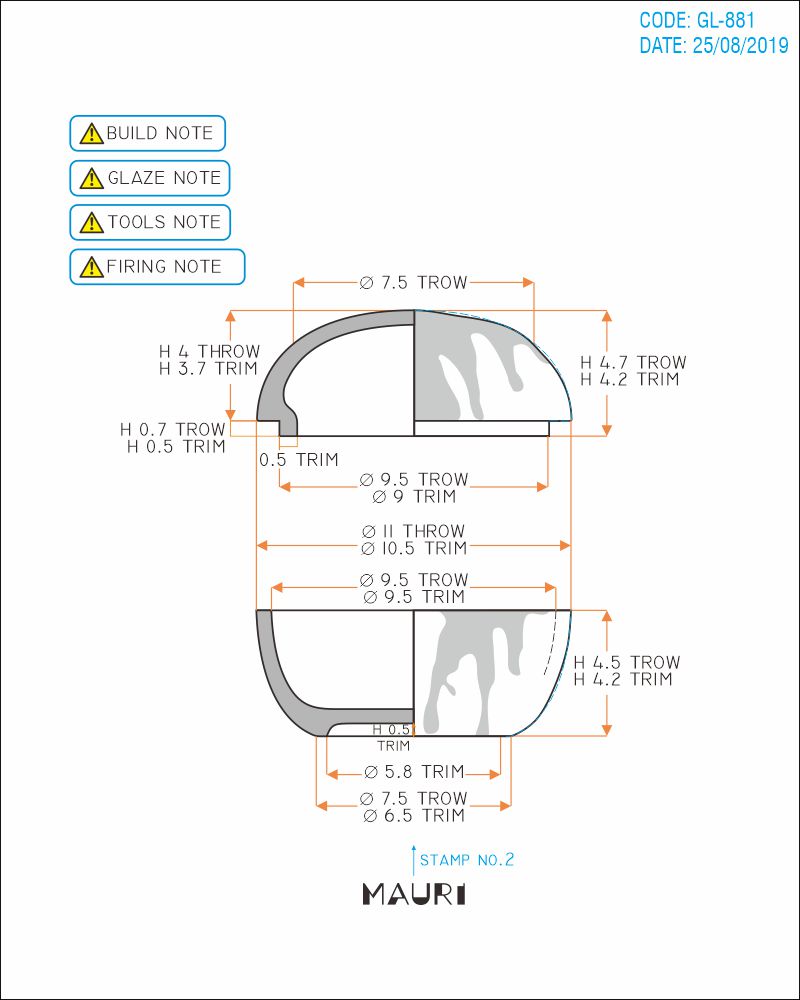 CODE: GL-881
DATE: 25/08/2019
BUILD NOTE
GLAZE NOTE
TOOLS NOTE
FIRING NOTE
Ø 7.5 TROW
H 4 THROW
H 3.7 TRIM
H 4.7 TROW
H 4.2 TRIM
H 0.7 TROW
H 0.5 TRIM
0.5 TRIM
Ø 9.5 TROW
Ø 9 TRIM
Ø 11 THROW
Ø 10.5 TRIM
Ø 9.5 TROW
Ø 9.5 TRIM
H 4.5 TROW
H 4.2 TRIM
H 0.5
TRIM
Ø 5.8 TRIM
Ø 7.5 TROW
Ø 6.5 TRIM
STAMP NO.2
MAURI